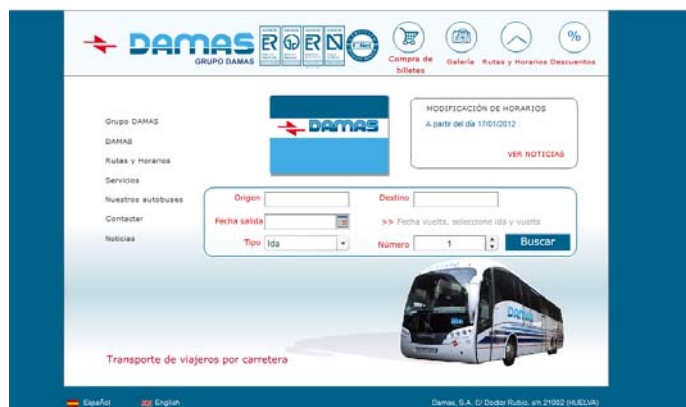 DAMAS
GRUPO DAMAS
ER
ER
Compra de
billetes
Galería
Rutas y Horarios
Descuentos
%
Grupo DAMAS
DAMAS
Rutas y Horarios
Servicios
Nuestros autobuses
Contactar
Noticias
DAMAS
MODIFICACIÓN DE HORARIOS
A partir del día 17/01/2012 :
VER NOTICIAS
Origen
Destino
Fecha salida
>> Fecha vuelta, seleccione ida y vuelta
Tipo Ida
Número 1
Buscar
DAMAS
Transporte de viajeros por carretera
Español
English
Damas, S.A. C/ Doctor Rubio, s/n 21002 (HUELVA)